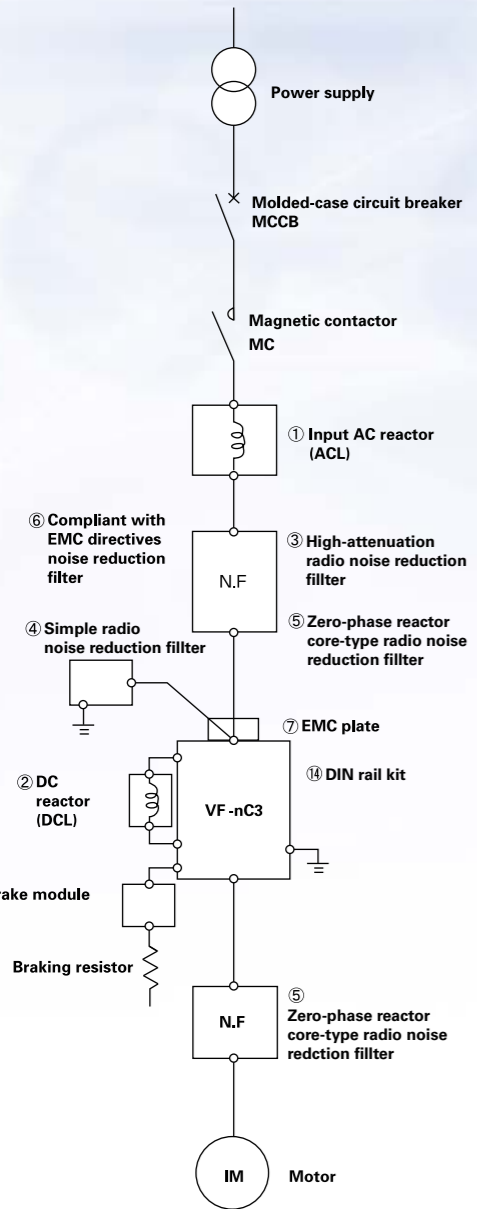 Power supply
Molded-case circuit breaker
MCCB
Magnetic contactor
MC
① Input AC reactor
(ACL)
⑥ Compliant with
EMC directives
noise reduction
filter
N.F
③ High-attenuation
radio noise reduction
fillter
⑤ Zero-phase reactor
core-type radio noise
reduction fillter
④ Simple radio
noise reduction fillter
⑦ EMC plate
② DC
reactor
(DCL)
VF-nC3
⑭ DIN rail kit
module
Braking resistor
N.F
⑤
Zero-phase reactor
core-type radio noise
redction fillter
IM
Motor